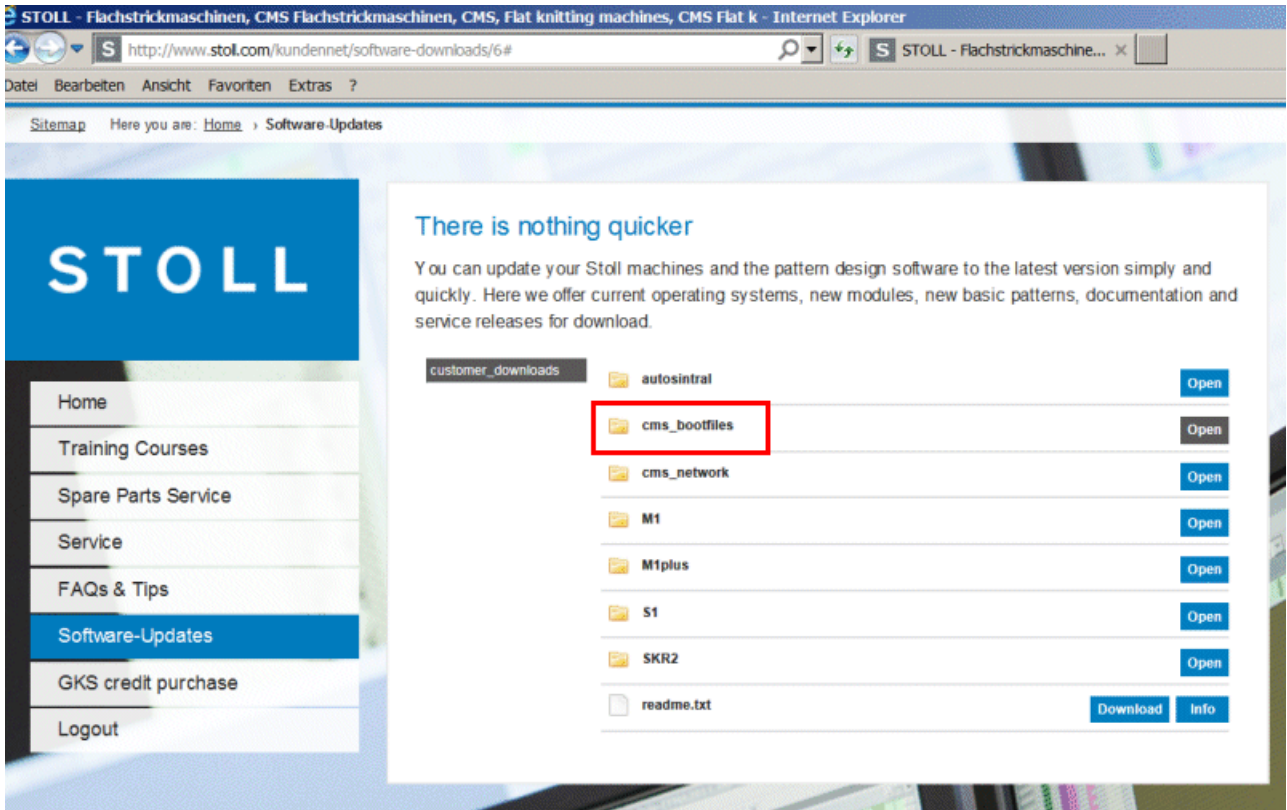 STOLL - Flachstrickmaschinen, CMS Flachstrickmaschinen, CMS, Flat knitting machines, CMS Flat k - Internet Explorer
S http://www.stoll.com/kundennet/software-downloads/6#
S STOLL - Flachstrickmaschine... ×
Datei Bearbeiten Ansicht Favoriten Extras ?
Sitemap Here you are: Home › Software-Updates
STOLL
Home
Training Courses
Spare Parts Service
Service
FAQs & Tips
Software-Updates
GKS credit purchase
Logout
There is nothing quicker
You can update your Stoll machines and the pattern design software to the latest version simply and
quickly. Here we offer current operating systems, new modules, new basic patterns, documentation and
service releases for download.
customer_downloads
autosintral Open
cms_bootfiles Open
cms_network Open
M1 Open
M1plus Open
S1 Open
SKR2 Open
readme.txt Download Info